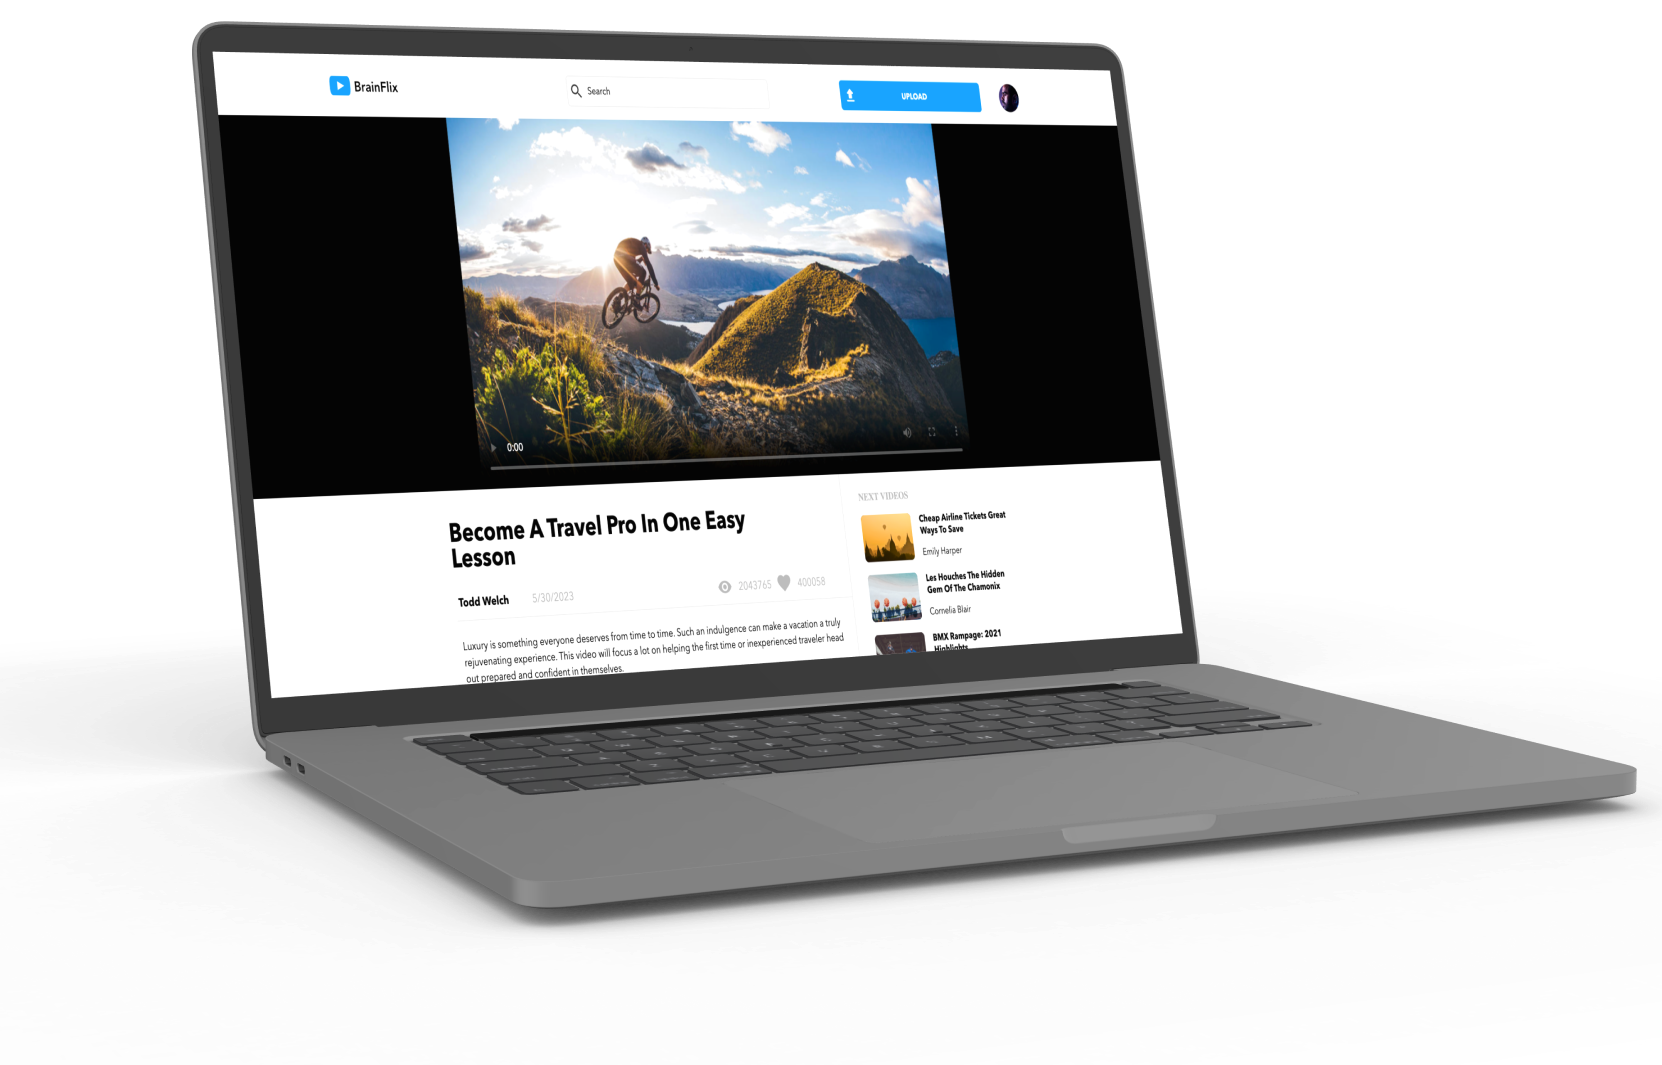 BrainFlix
Search
UPLOAD
0:00
Become A Travel Pro In One Easy
Lesson
Todd Welch
5/30/2023
2043765
400058
Luxury is something everyone deserves from time to time. Such an indulgence can make a vacation a truly
rejuvenating experience. This video will focus a lot on helping the first time or inexperienced traveler head
out prepared and confident in themselves.
NEXT VIDEOS
Cheap Airline Tickets Great
Ways To Save
Emily Harper
Les Houches The Hidden
Gem Of The Chamonix
Cornelia Blair
BMX Rampage: 2021
Highlights